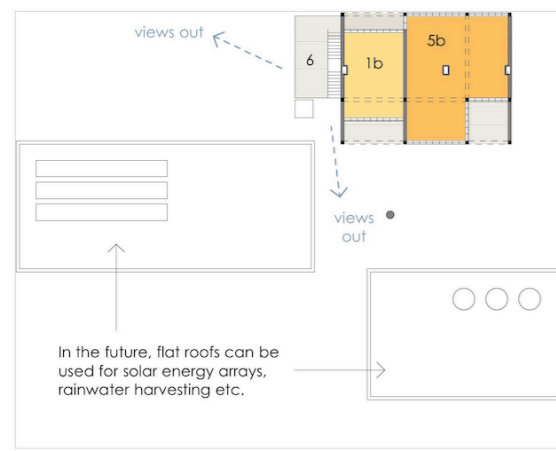 views out
6
1b
5b
views
out
In the future, flat roofs can be
used for solar energy arrays,
rainwater harvesting etc.